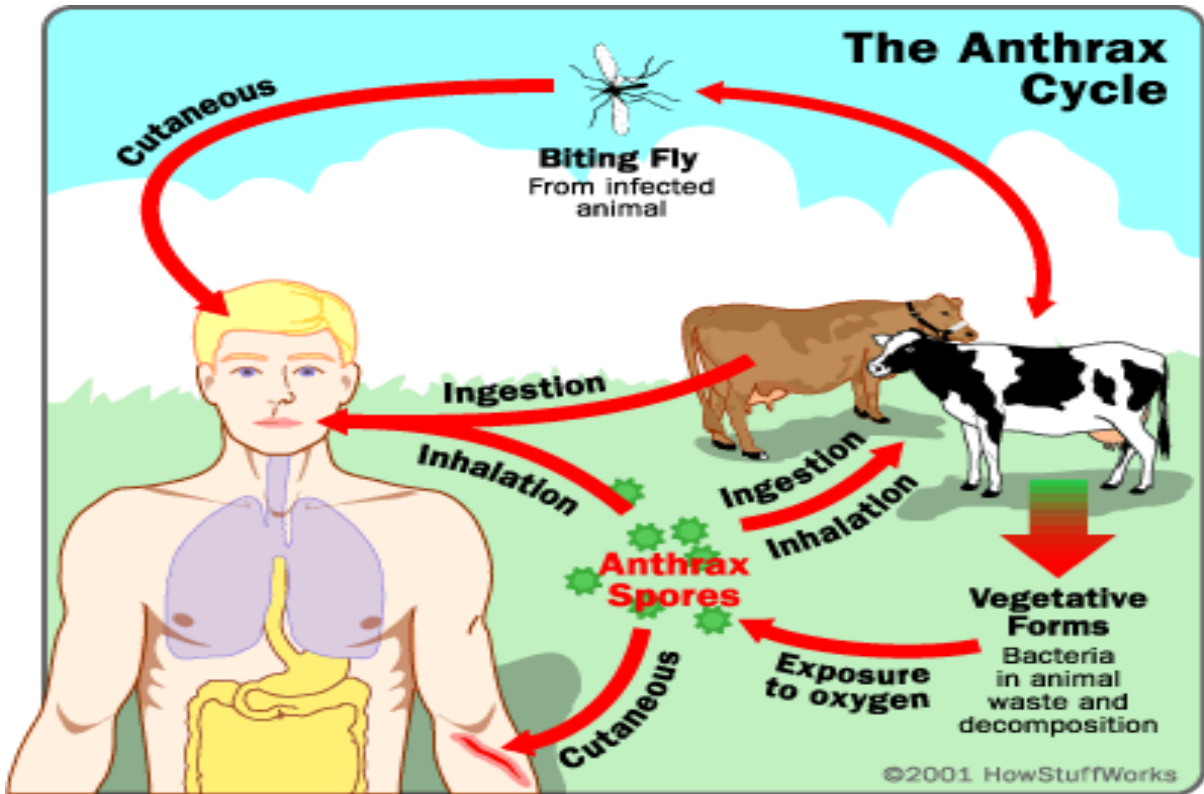 The Anthrax
Cycle
Cutaneous
Biting Fly
From infected
animal
Ingestion
Inhalation
Ingestion
Inhalation
Anthrax
Spores
Vegetative
Forms
Bacteria
in animal
waste and
decomposition
Exposure
to oxygen
Cutaneous
©2001 HowStuffWorks